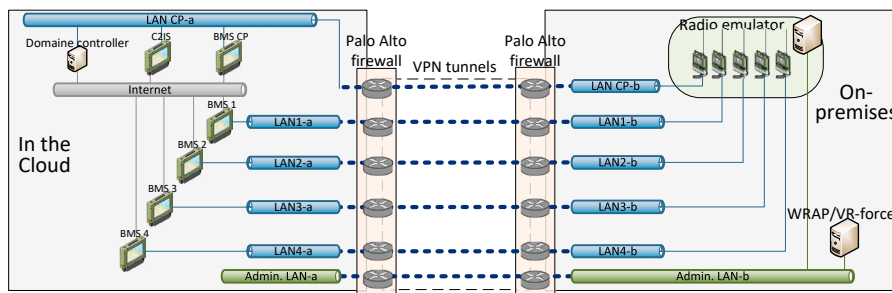 LAN CP-a
Domaine controller
C2IS
BMS CP
Internet
In the
Cloud
BMS 1
LAN1-a
BMS 2
LAN2-a
BMS 3
LAN3-a
BMS 4
LAN4-a
Admin. LAN-a
Palo Alto
firewall
VPN tunnels
Palo Alto
firewall
Radio emulator
LAN CP-b
On-
premises
LAN1-b
LAN2-b
LAN3-b
WRAP/VR-force
LAN4-b
Admin. LAN-b